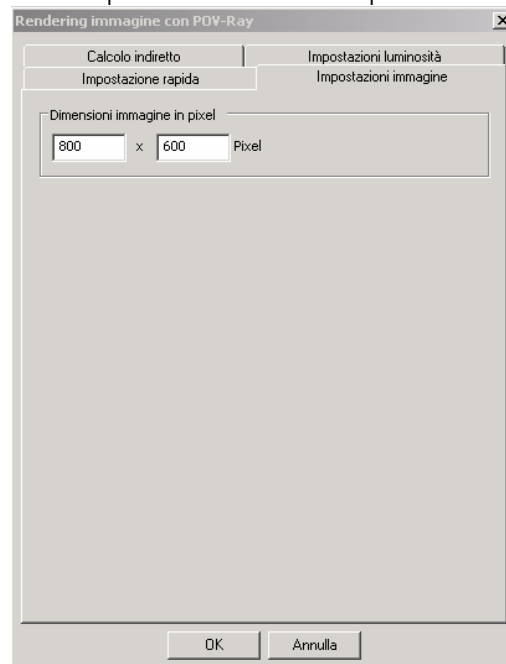 Rendering immagine con POV-Ray
Calcolo indiretto Impostazioni luminosità
Impostazione rapida Impostazioni immagine
Dimensioni immagine in pixel
800 x 600 Pixel
OK Annulla